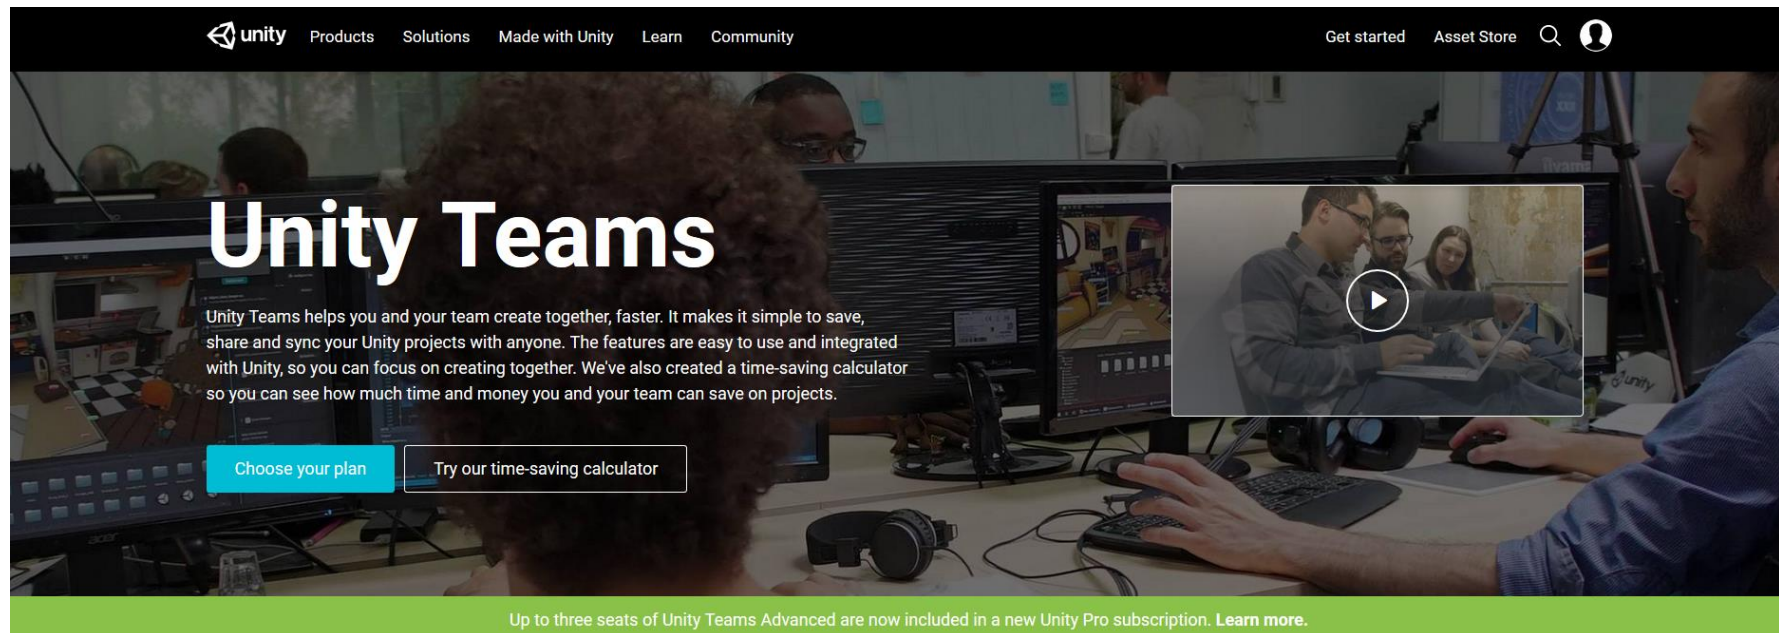 unity
Products
Solutions
Made with Unity
Learn
Community
Get started
Asset Store
Unity Teams
Unity Teams helps you and your team create together, faster. It makes it simple to save,
share and sync your Unity projects with anyone. The features are easy to use and integrated
with Unity, so you can focus on creating together. We've also created a time-saving calculator
so you can see how much time and money you and your team can save on projects.
Choose your plan
Try our time-saving calculator
iiyama
unity
acer
Up to three seats of Unity Teams Advanced are now included in a new Unity Pro subscription. Learn more.